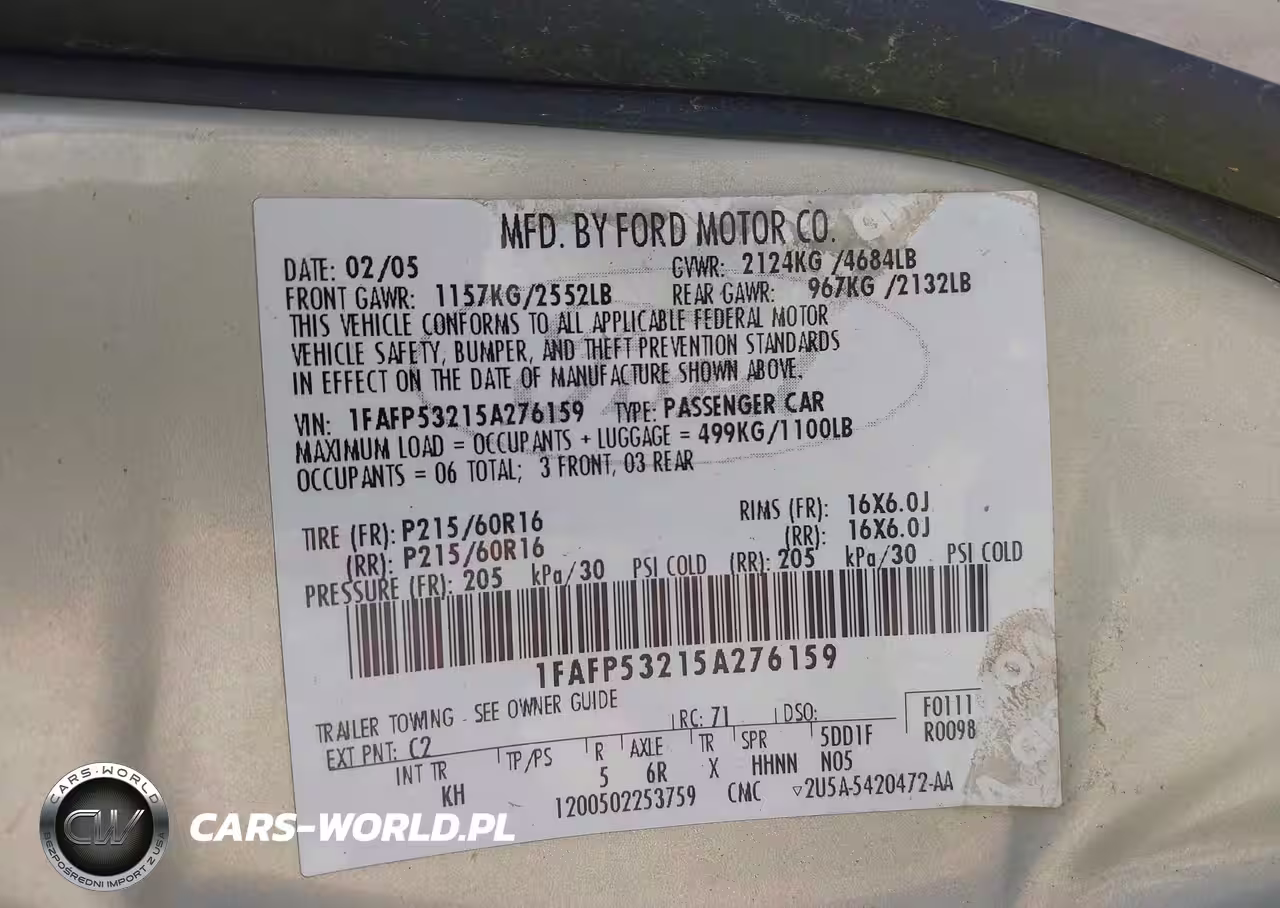 MFD. BY FORD MOTOR CO.
DATE: 02/05 GVWR: 2124KG /4684LB
FRONT GAWR: 1157KG/2552LB REAR GAWR: 967KG /2132LB
THIS VEHICLE CONFORMS TO ALL APPLICABLE FEDERAL MOTOR
VEHICLE SAFETY, BUMPER, AND THEFT PREVENTION STANDARDS
IN EFFECT ON THE DATE OF MANUFACTURE SHOWN ABOVE.
VIN: 1FAFP53215A276159 TYPE: PASSENGER CAR
MAXIMUM LOAD = OCCUPANTS + LUGGAGE = 499KG/1100LB
OCCUPANTS = 06 TOTAL; 3 FRONT, 03 REAR
TIRE (FR): P215/60R16 RIMS (FR): 16X6.0J
(RR): P215/60R16 (RR): 16X6.0J
PRESSURE (FR): 205 kPa/30 PSI COLD (RR): 205 kPa/30 PSI COLD
1FAFP53215A276159
TRAILER TOWING - SEE OWNER GUIDE
EXT PNT: C2 RC: 71 DSO: F0111
R0098
INT TR TP/PS R AXLE TR SPR 5DD1F
KH 5 6R X HHNN N05
1200502253759 CMC ▽2U5A-5420472-AA
CARS-WORLD
CW
BEZPOŚREDNI IMPORT Z USA
CARS-WORLD.PL